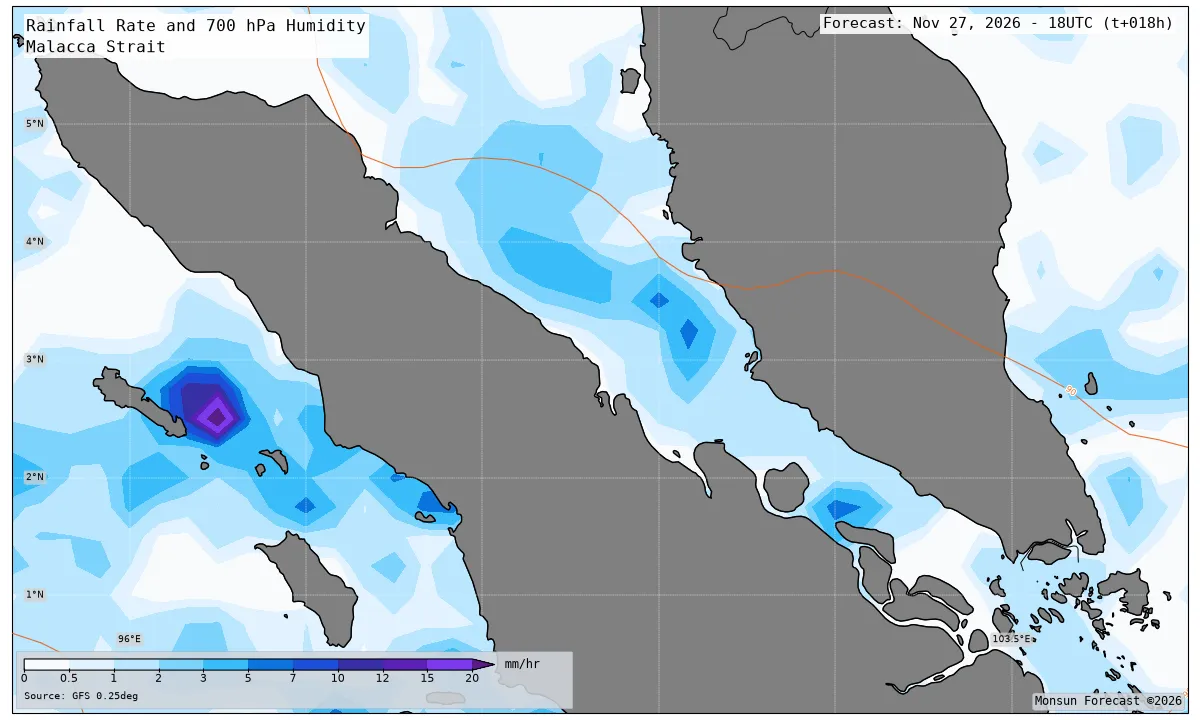 Rainfall Rate and 700 hPa Humidity
Malacca Strait
Forecast: Nov 27, 2026 - 18UTC (t+018h)
5°N
4°N
3°N
90
2°N
1°N
96°E
103.5°E
mm/hr
0 0.5 1 2 3 5 7 10 12 15 20
Source: GFS 0.25deg
Monsun Forecast ©2026